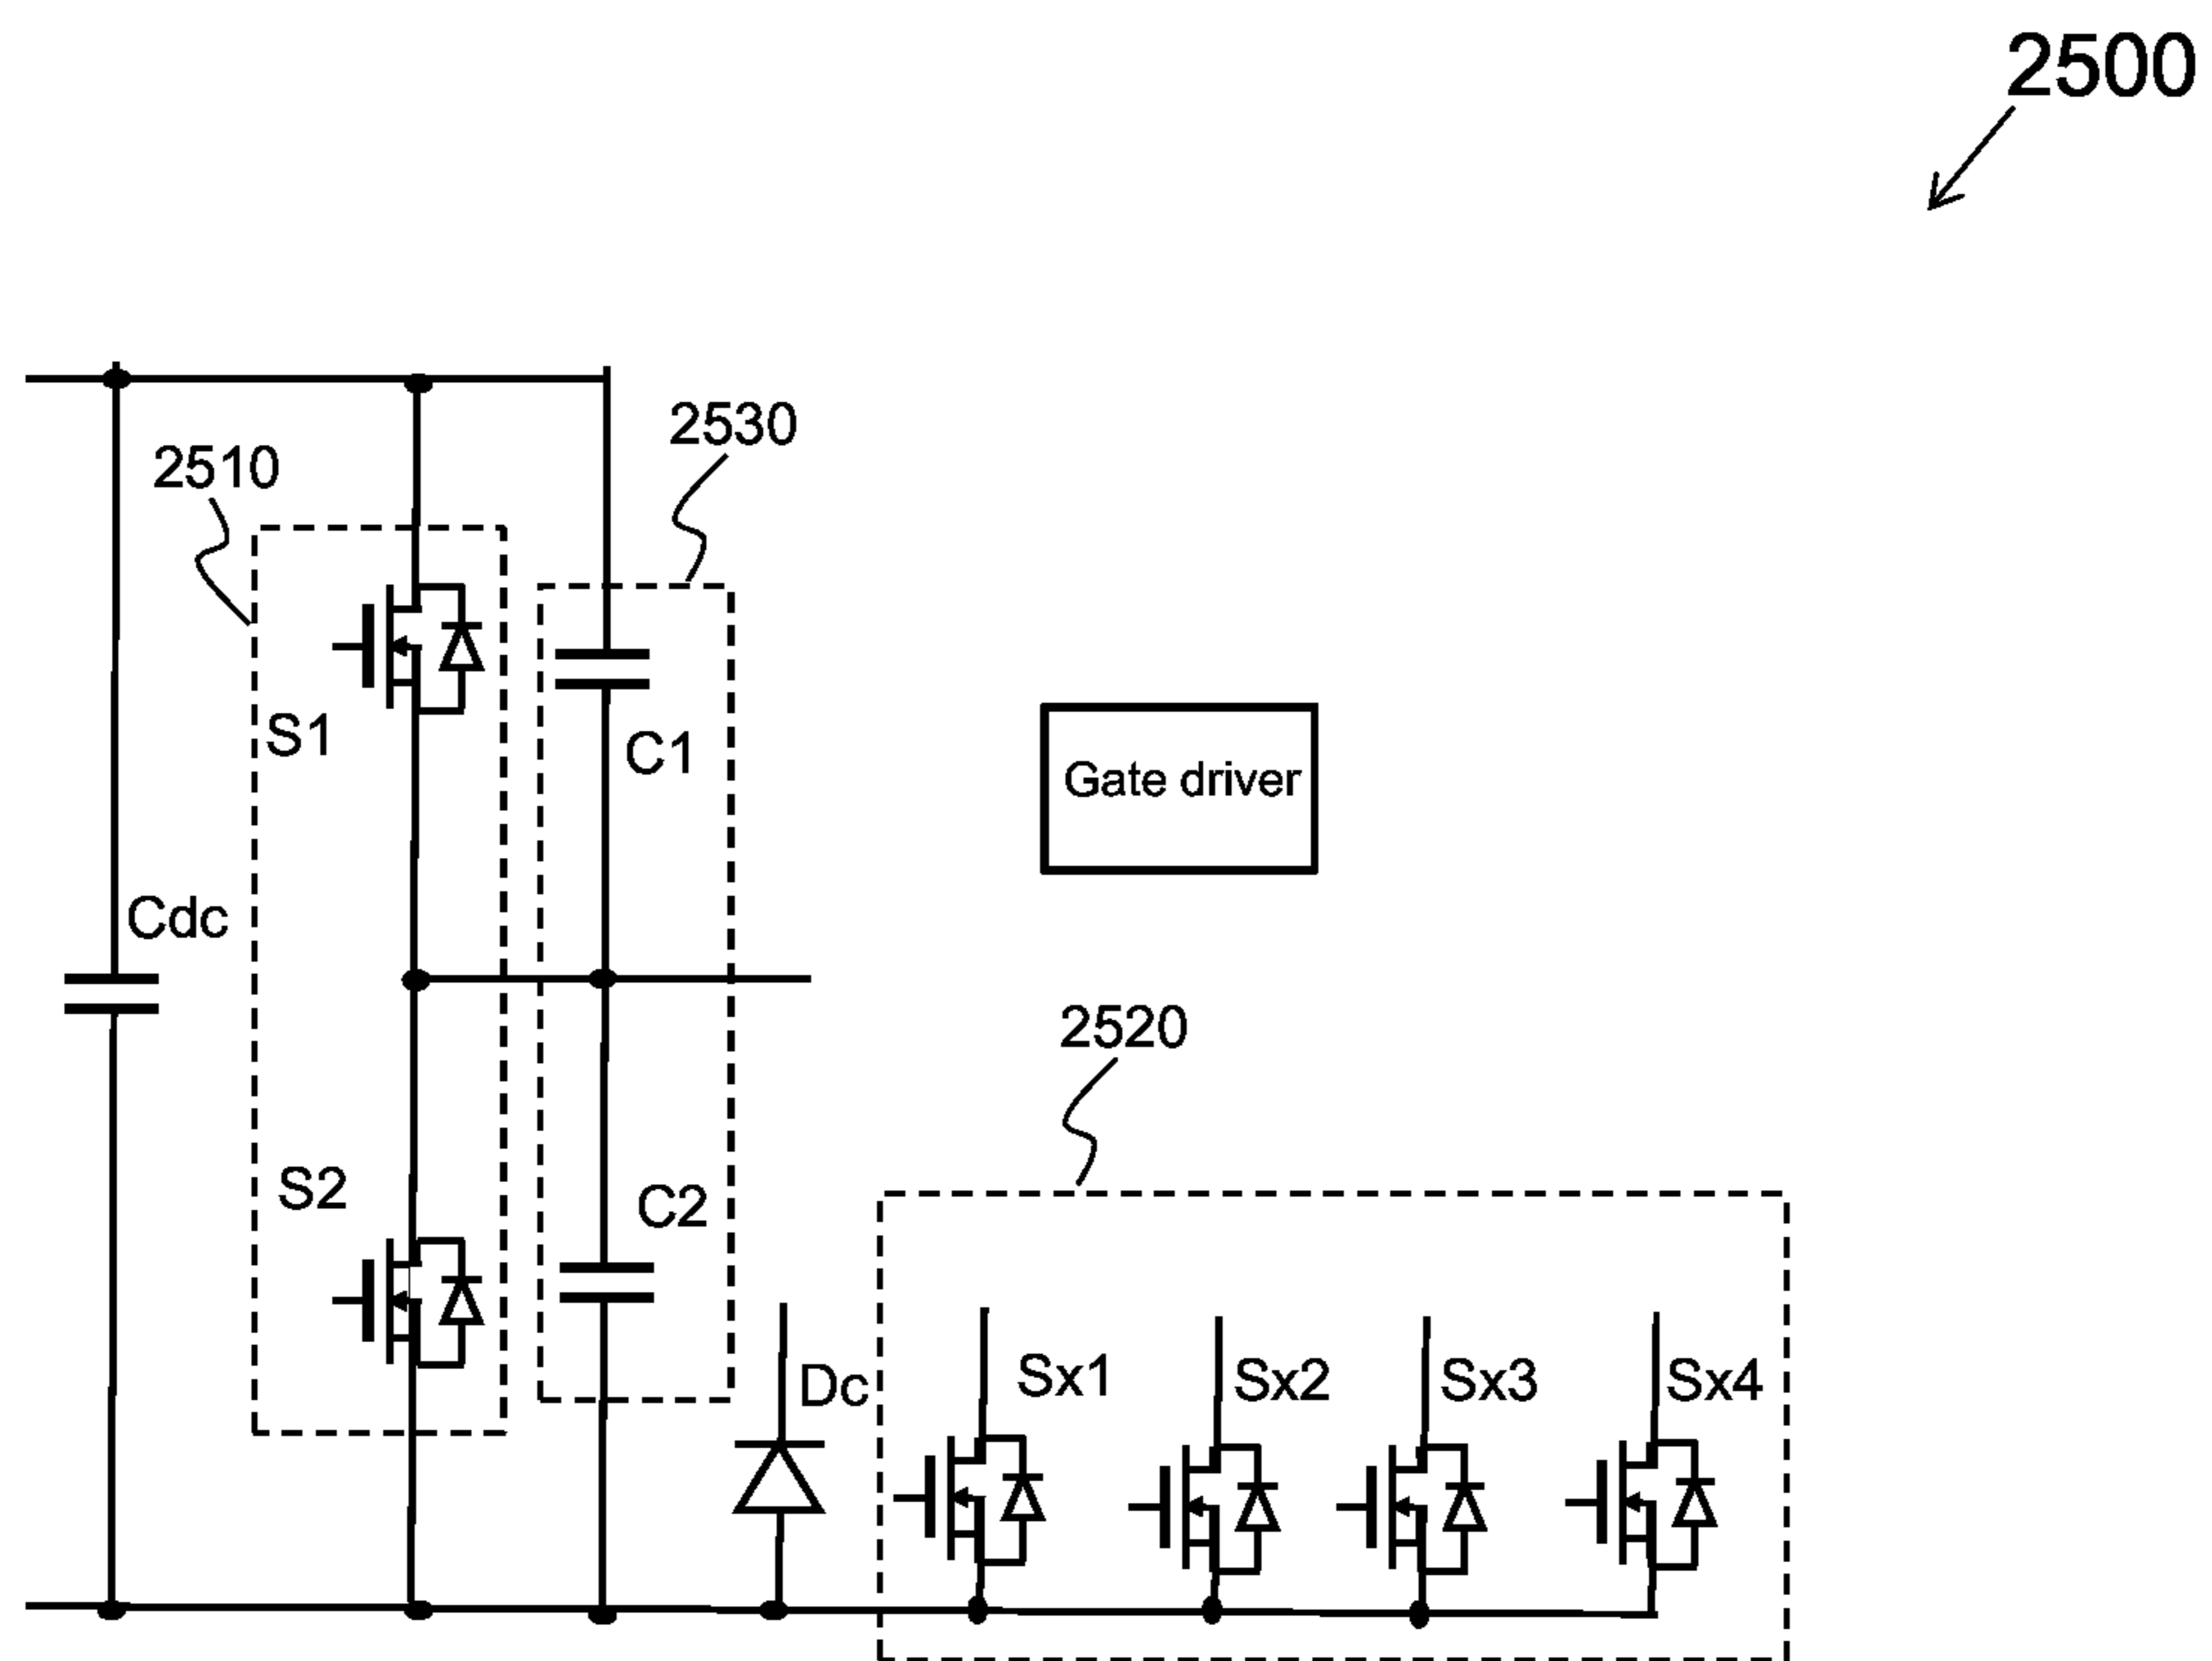 2500
2530
2510
S1
C1
Gate driver
Cdc
2520
S2
C2
Dc
Sx1
Sx2
Sx3
Sx4